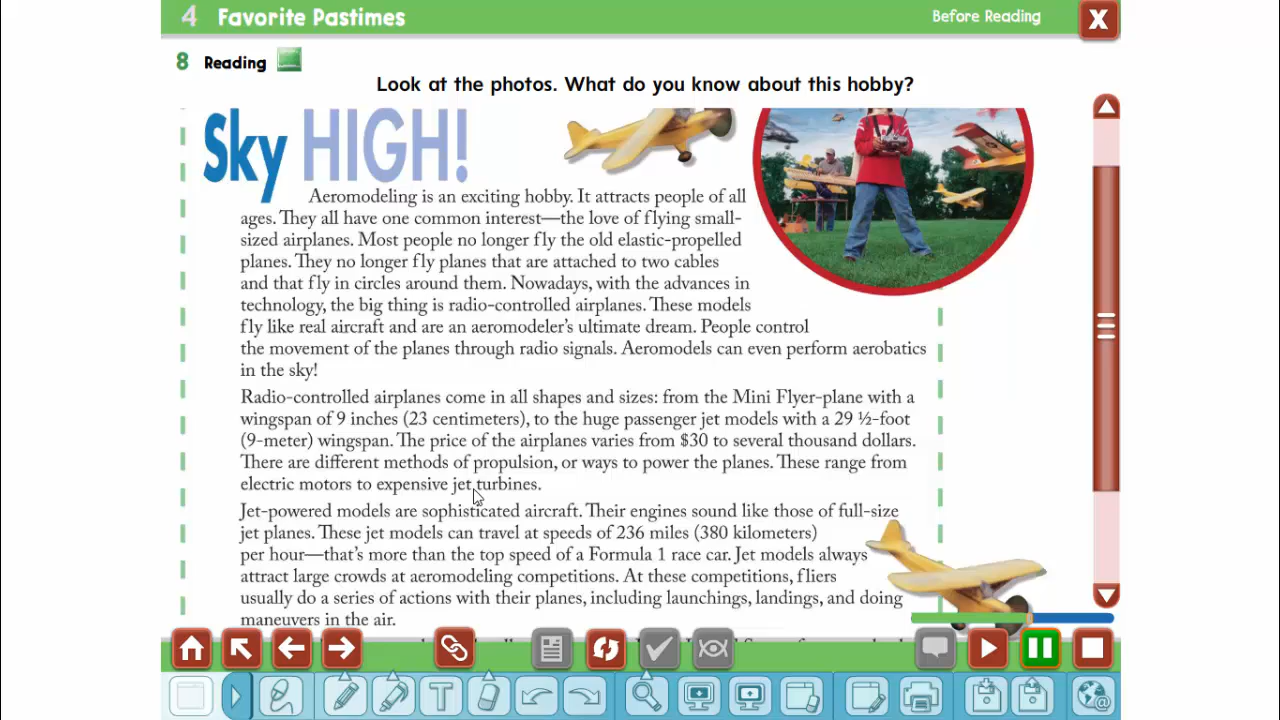 4 Favorite Pastimes
Before Reading
X
8 Reading
Look at the photos. What do you know about this hobby?
Sky HIGH!
Aeromodeling is an exciting hobby. It attracts people of all
ages. They all have one common interest—the love of flying small-
sized airplanes. Most people no longer fly the old elastic-propelled
planes. They no longer fly planes that are attached to two cables
and that fly in circles around them. Nowadays, with the advances in
technology, the big thing is radio-controlled airplanes. These models
fly like real aircraft and are an aeromodeler's ultimate dream. People control
the movement of the planes through radio signals. Aeromodels can even perform aerobatics
in the sky!
Radio-controlled airplanes come in all shapes and sizes: from the Mini Flyer-plane with a
wingspan of 9 inches (23 centimeters), to the huge passenger jet models with a 29 ½-foot
(9-meter) wingspan. The price of the airplanes varies from $30 to several thousand dollars.
There are different methods of propulsion, or ways to power the planes. These range from
electric motors to expensive jet turbines.
Jet-powered models are sophisticated aircraft. Their engines sound like those of full-size
jet planes. These jet models can travel at speeds of 236 miles (380 kilometers)
per hour—that's more than the top speed of a Formula 1 race car. Jet models always
attract large crowds at aeromodeling competitions. At these competitions, fliers
usually do a series of actions with their planes, including launchings, landings, and doing
maneuvers in the air.